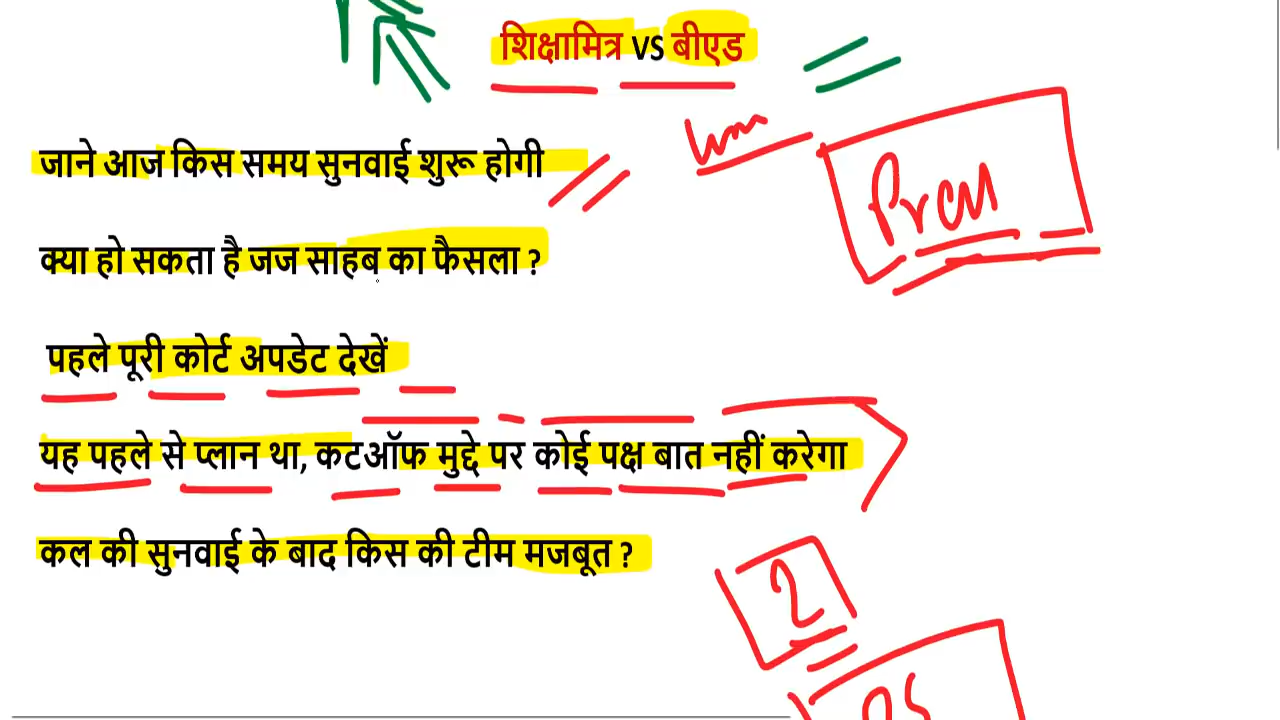 शिक्षामित्र vs बीएड
जाने आज किस समय सुनवाई शुरू होगी
क्या हो सकता है जज साहब का फैसला ?
पहले पूरी कोर्ट अपडेट देखें
यह पहले से प्लान था, कटऑफ मुद्दे पर कोई पक्ष बात नहीं करेगा
कल की सुनवाई के बाद किस की टीम मजबूत ?
2